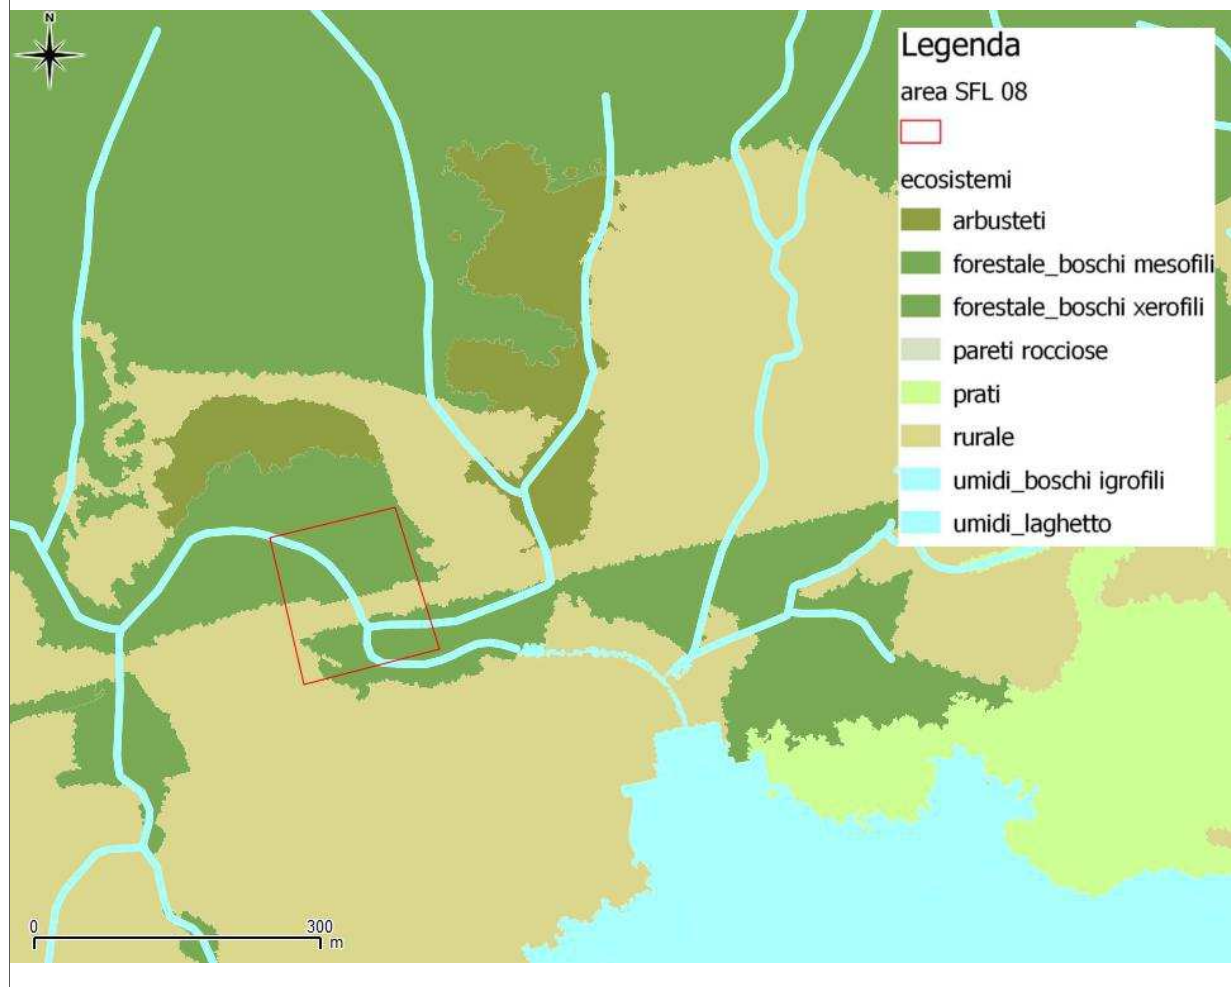 N
Legenda
area SFL 08
ecosistemi
arbusteti
forestale_boschi mesofili
forestale_boschi xerofili
pareti rocciose
prati
rurale
umidi_boschi igrofili
umidi_laghetto
0 300
m